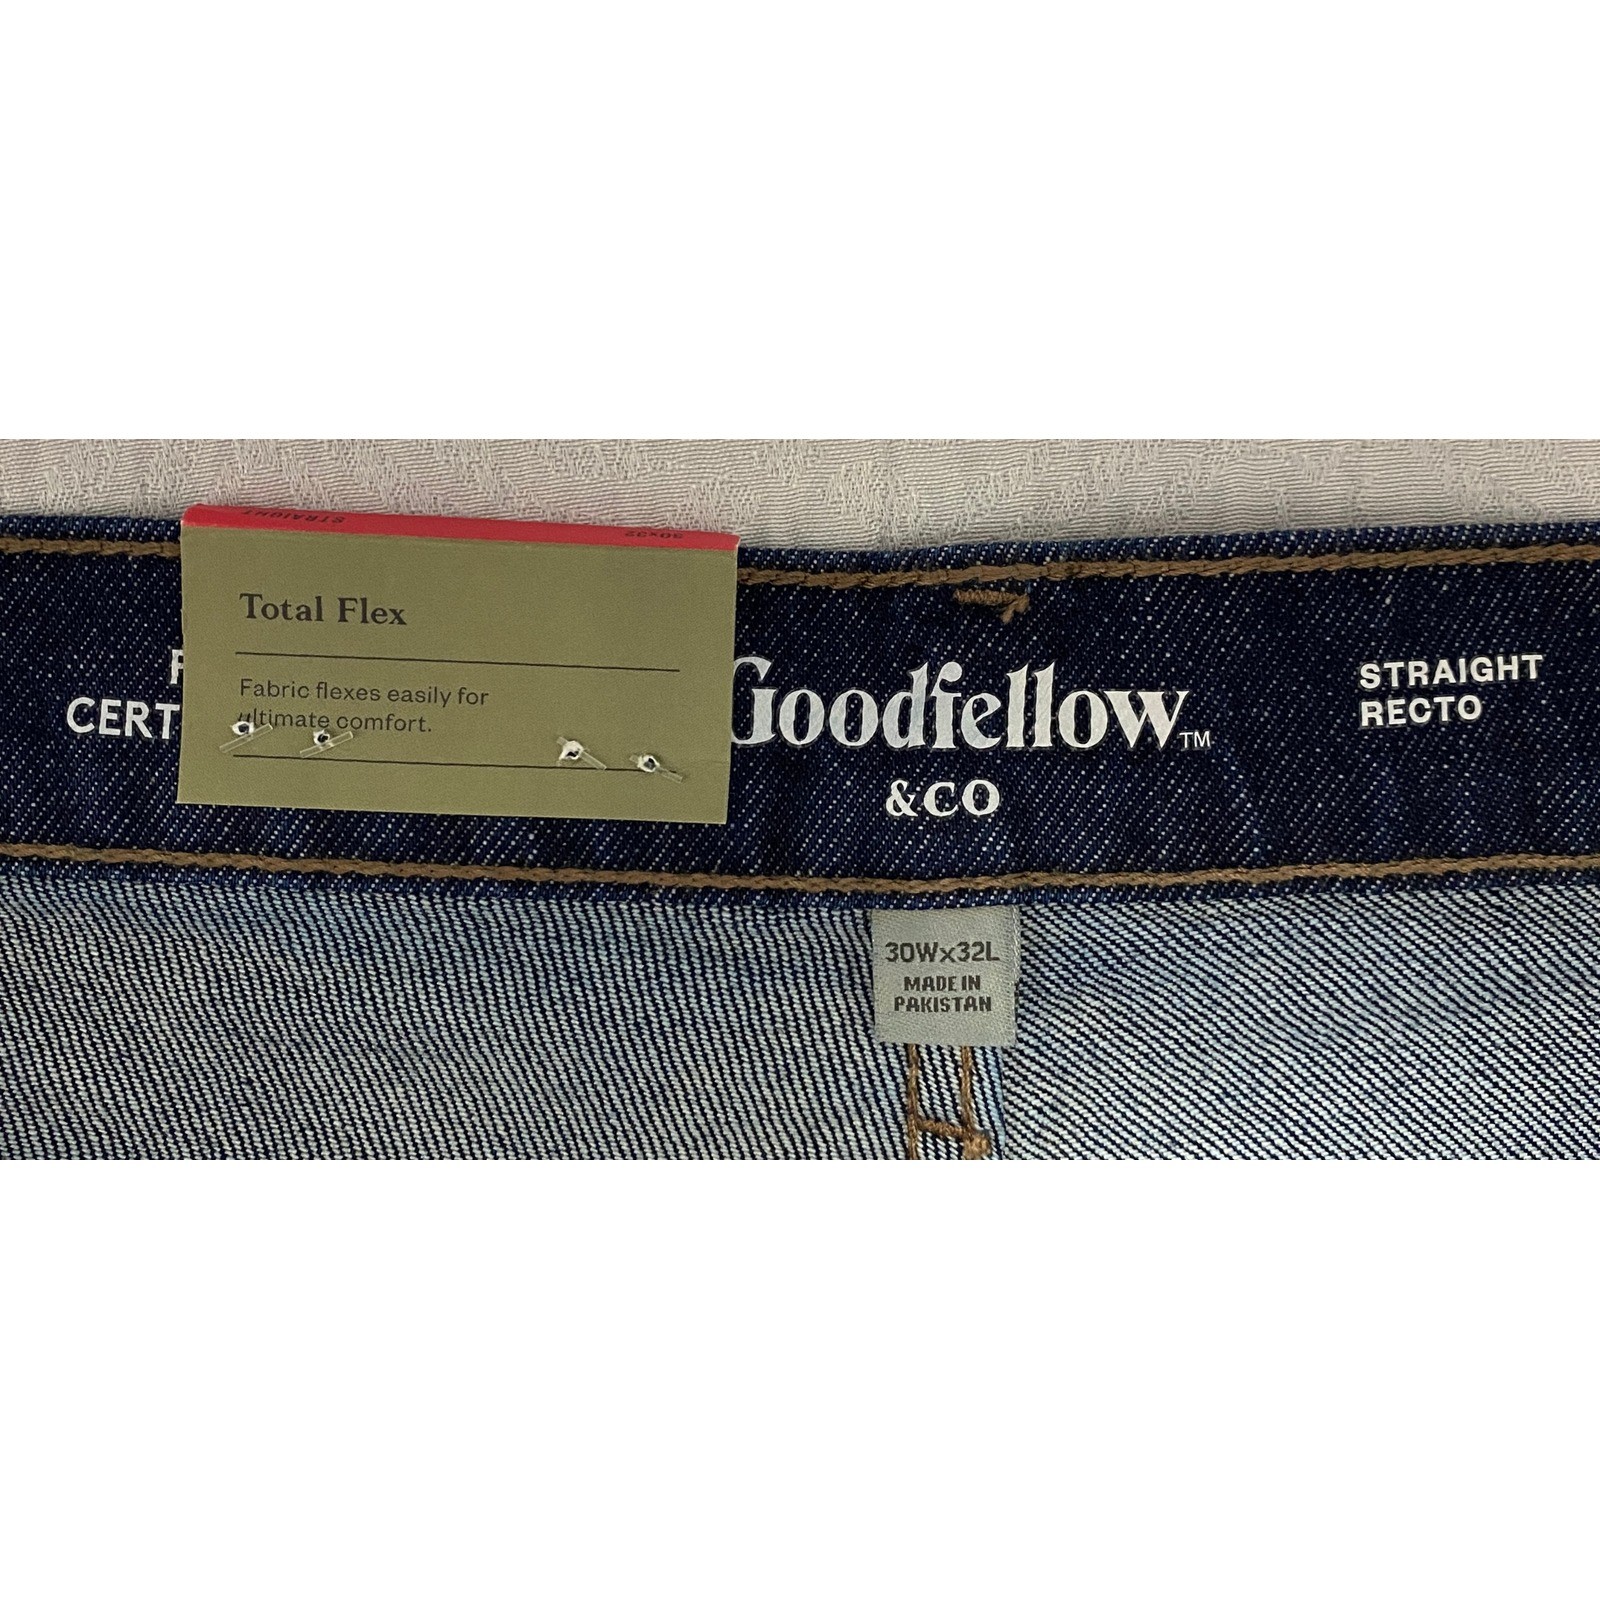 STRAIGHT 30x32
Total Flex
Fabric flexes easily for
ultimate comfort.
CERT
Goodfellow™
&CO
STRAIGHT
RECTO
30Wx32L
MADE IN
PAKISTAN